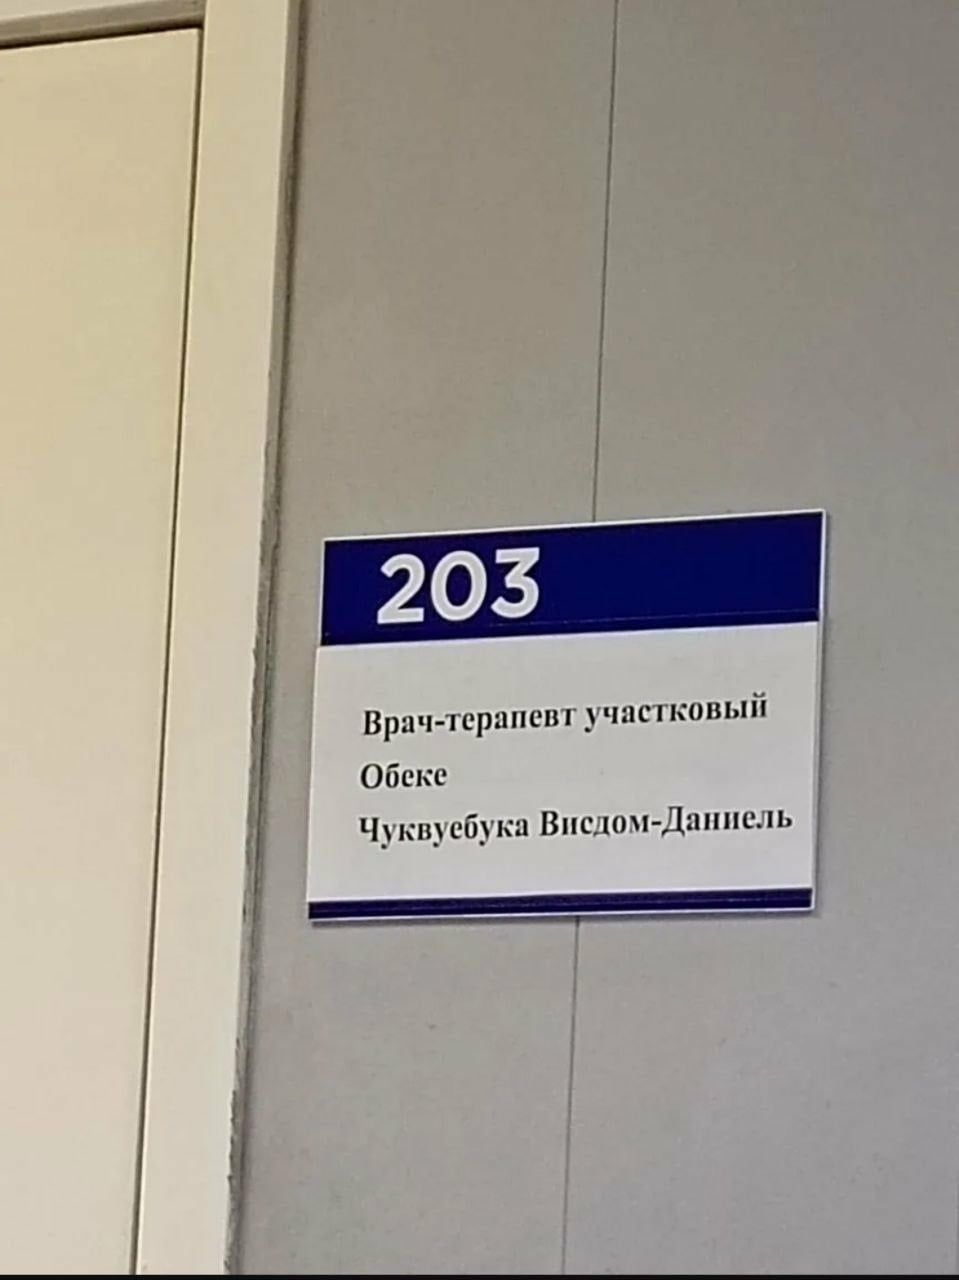 203
Врач-терапевт участковый
Обеке
Чуквуебука Висдом-Даниель